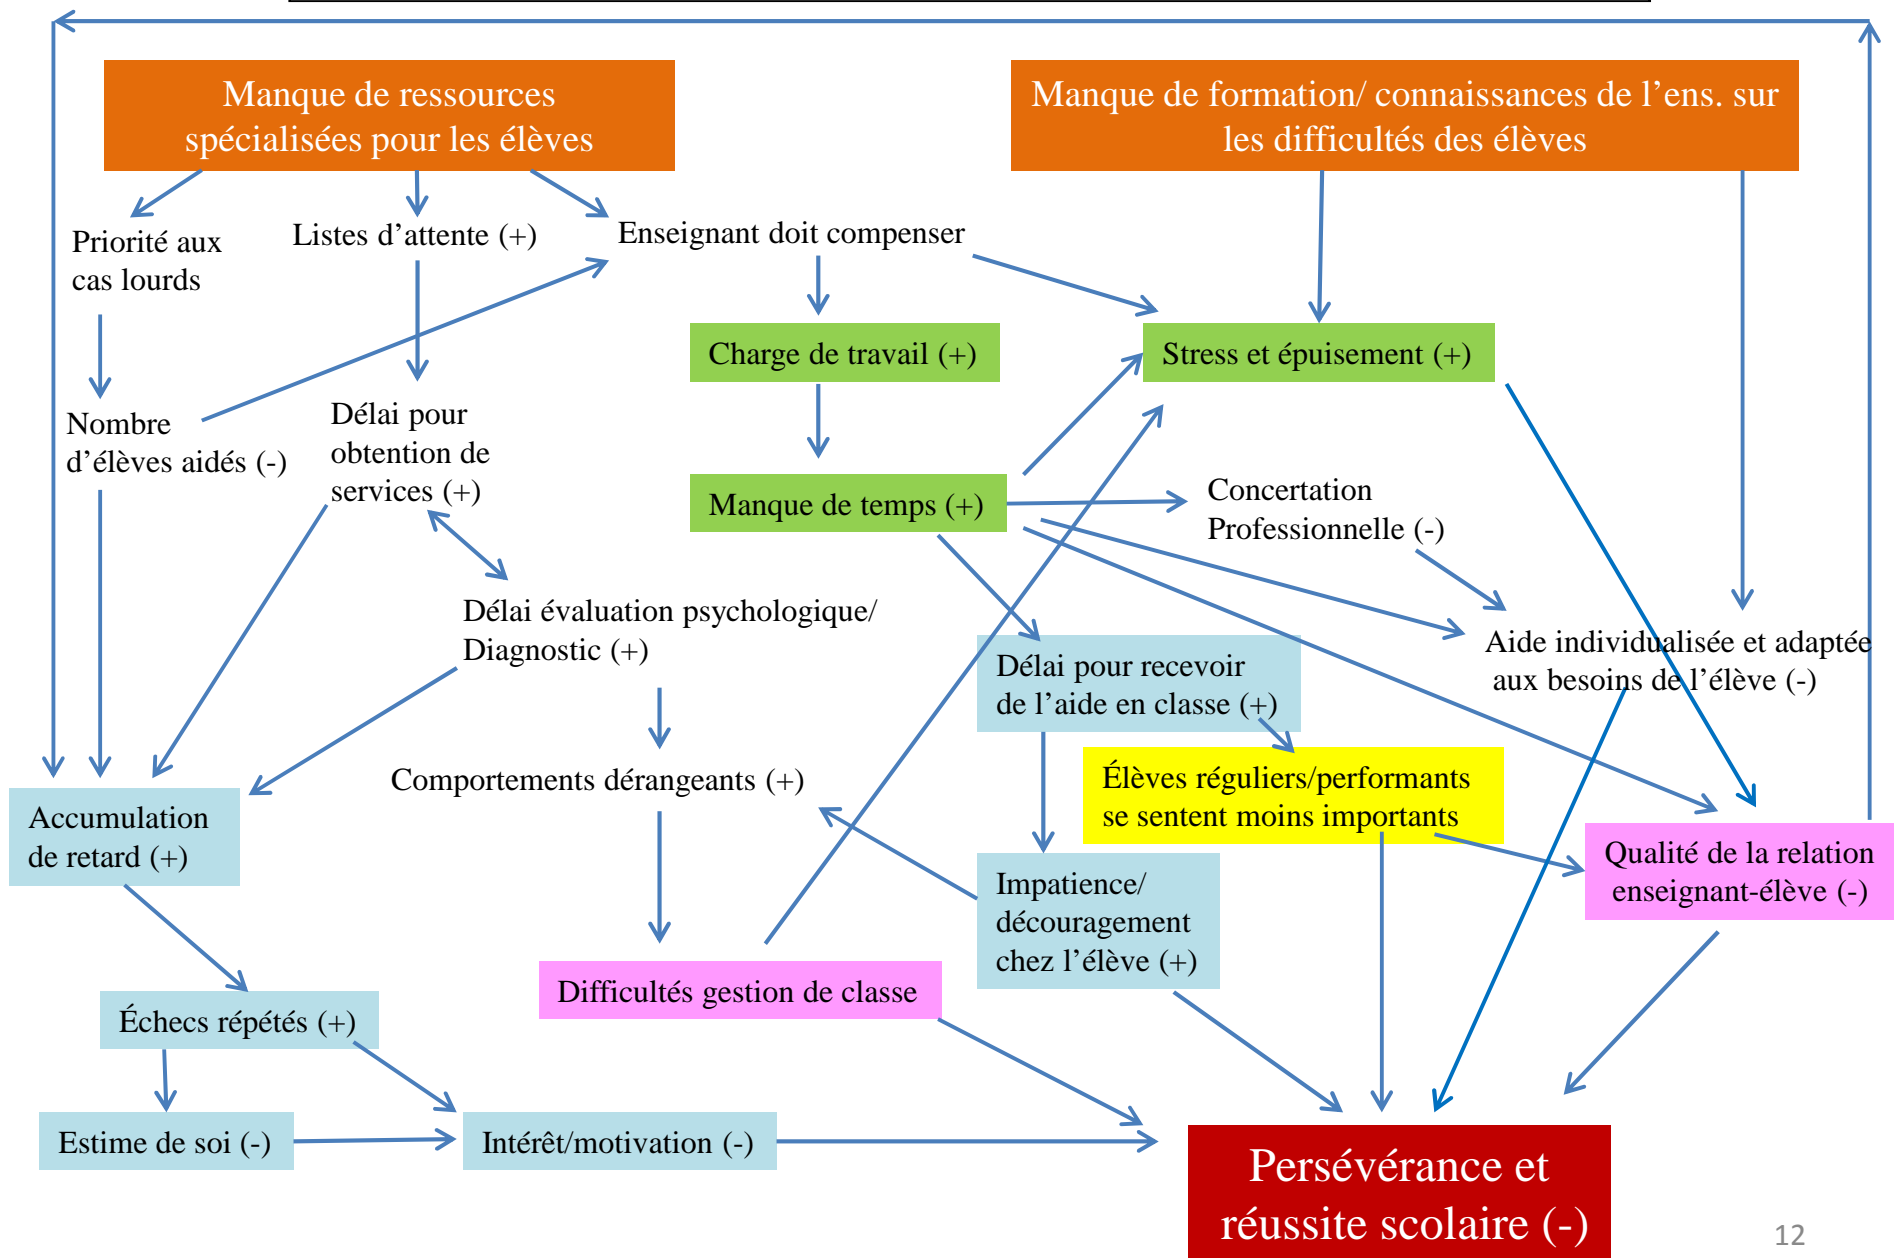 Manque de ressources
spécialisées pour les élèves
Manque de formation/ connaissances de l’ens. sur
les difficultés des élèves
Priorité aux
cas lourds
Listes d’attente (+)
Enseignant doit compenser
Charge de travail (+)
Stress et épuisement (+)
Nombre
d’élèves aidés (-)
Délai pour
obtention de
services (+)
Manque de temps (+)
Concertation
Professionnelle (-)
Délai évaluation psychologique/
Diagnostic (+)
Délai pour recevoir
de l’aide en classe (+)
Aide individualisée et adaptée
aux besoins de l’élève (-)
Comportements dérangeants (+)
Élèves réguliers/performants
se sentent moins importants
Accumulation
de retard (+)
Qualité de la relation
enseignant-élève (-)
Impatience/
découragement
chez l’élève (+)
Difficultés gestion de classe
Échecs répétés (+)
Estime de soi (-)
Intérêt/motivation (-)
Persévérance et
réussite scolaire (-)
12